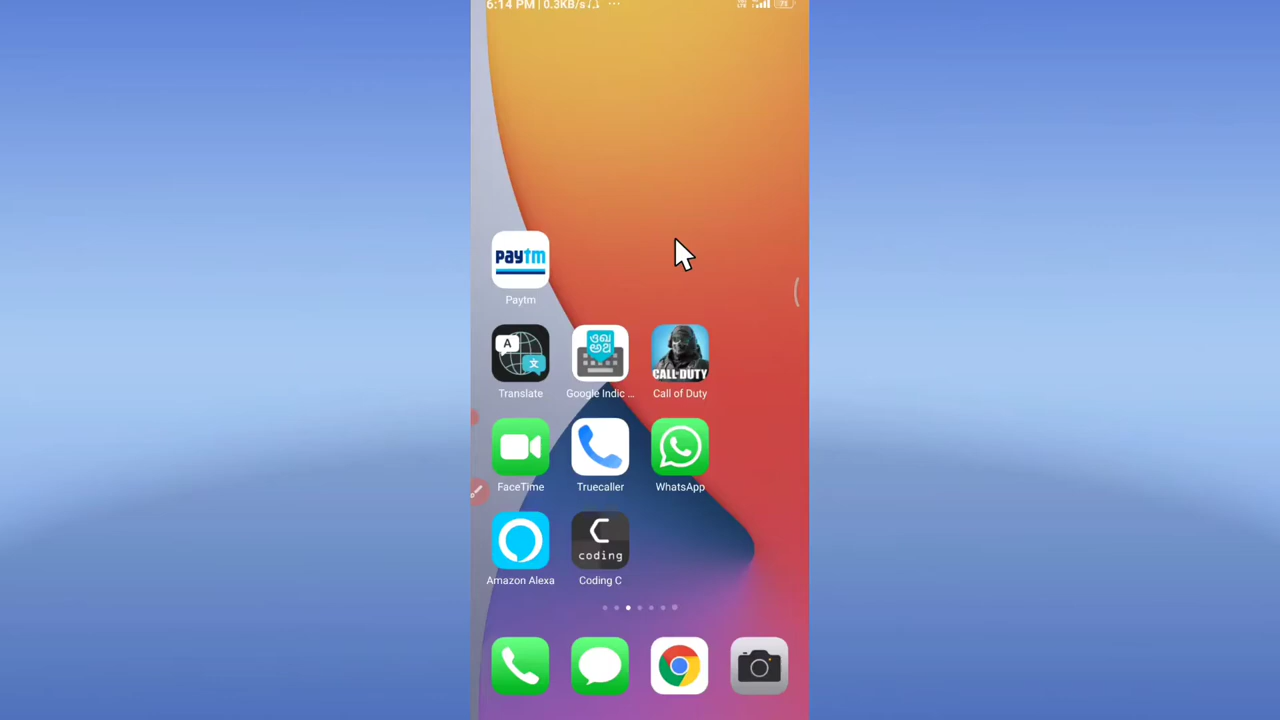 6:14 PM | 0.3KB/s ...
paytm
Paytm
A
文
Translate
Google Indic ...
CALL·DUTY
Call of Duty
FaceTime
Truecaller
WhatsApp
Amazon Alexa
coding
Coding C